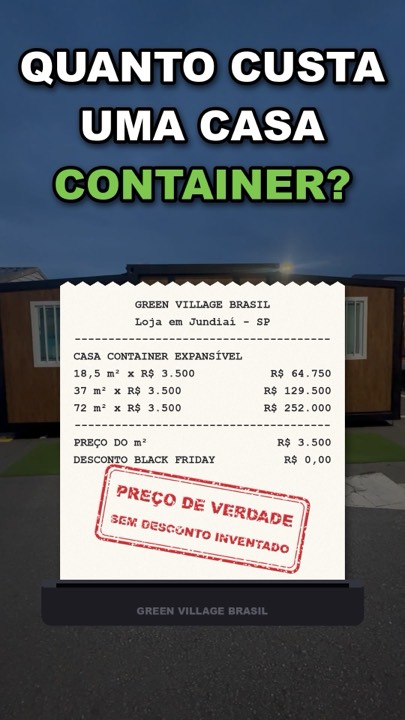 QUANTO CUSTA
UMA CASA
CONTAINER?
GREEN VILLAGE BRASIL
Loja em Jundiaí - SP
CASA CONTAINER EXPANSÍVEL
18,5 m² x R$ 3.500 R$ 64.750
37 m² x R$ 3.500 R$ 129.500
72 m² x R$ 3.500 R$ 252.000
PREÇO DO m² R$ 3.500
DESCONTO BLACK FRIDAY R$ 0,00
PREÇO DE VERDADE
SEM DESCONTO INVENTADO
GREEN VILLAGE BRASIL